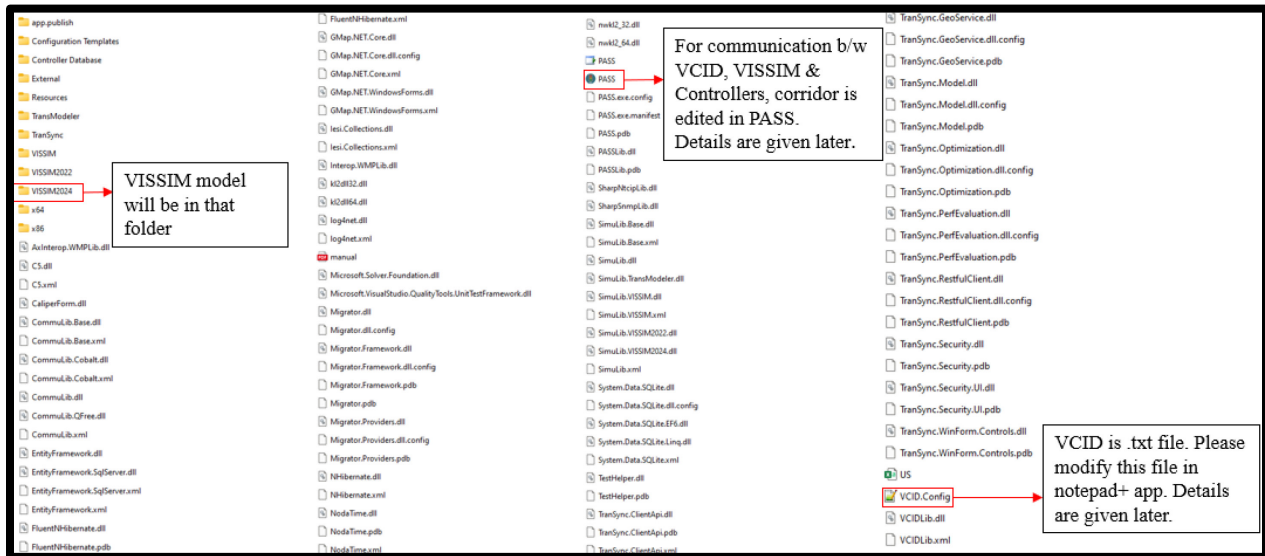 app.publish
Configuration Templates
Controller Database
External
Resources
TransModeler
TranSync
VISSIM
VISSIM2022
VISSIM2024
x64
x86
AxInterop.WMPLib.dll
C5.dll
C5.xml
CaliperForm.dll
CommuLib.Base.dll
CommuLib.Base.xml
CommuLib.Cobalt.dll
CommuLib.Cobalt.xml
CommuLib.dll
CommuLib.QFree.dll
CommuLib.xml
EntityFramework.dll
EntityFramework.SqlServer.dll
EntityFramework.SqlServer.xml
EntityFramework.xml
FluentNHibernate.dll
FluentNHibernate.pdb
VISSIM model
will be in that
folder
FluentNHibernate.xml
GMap.NET.Core.dll
GMap.NET.Core.dll.config
GMap.NET.Core.xml
GMap.NET.WindowsForms.dll
GMap.NET.WindowsForms.xml
Iesi.Collections.dll
Iesi.Collections.xml
Interop.WMPLib.dll
kl2dll32.dll
kl2dll64.dll
log4net.dll
log4net.xml
manual
Microsoft.Solver.Foundation.dll
Microsoft.VisualStudio.QualityTools.UnitTestFramework.dll
Migrator.dll
Migrator.dll.config
Migrator.Framework.dll
Migrator.Framework.dll.config
Migrator.Framework.pdb
Migrator.pdb
Migrator.Providers.dll
Migrator.Providers.dll.config
Migrator.Providers.pdb
NHibernate.dll
NHibernate.xml
NodaTime.dll
NodaTime.pdb
NodaTime.xml
nwkl2_32.dll
nwkl2_64.dll
PASS
PASS
PASS.exe.config
PASS.exe.manifest
PASS.pdb
PASSLib.dll
PASSLib.pdb
SharpNtcipLib.dll
SharpSnmpLib.dll
SimuLib.Base.dll
SimuLib.Base.xml
SimuLib.dll
SimuLib.TransModeler.dll
SimuLib.VISSIM.dll
SimuLib.VISSIM.xml
SimuLib.VISSIM2022.dll
SimuLib.VISSIM2024.dll
SimuLib.xml
System.Data.SQLite.dll
System.Data.SQLite.dll.config
System.Data.SQLite.EF6.dll
System.Data.SQLite.Linq.dll
System.Data.SQLite.xml
TestHelper.dll
TestHelper.pdb
TranSync.ClientApi.dll
TranSync.ClientApi.pdb
TranSync.ClientApi.xml
For communication b/w
VCID, VISSIM &
Controllers, corridor is
edited in PASS.
Details are given later.
TranSync.GeoService.dll
TranSync.GeoService.dll.config
TranSync.GeoService.pdb
TranSync.Model.dll
TranSync.Model.dll.config
TranSync.Model.pdb
TranSync.Optimization.dll
TranSync.Optimization.dll.config
TranSync.Optimization.pdb
TranSync.PerfEvaluation.dll
TranSync.PerfEvaluation.dll.config
TranSync.PerfEvaluation.pdb
TranSync.RestfulClient.dll
TranSync.RestfulClient.dll.config
TranSync.RestfulClient.pdb
TranSync.Security.dll
TranSync.Security.pdb
TranSync.Security.UI.dll
TranSync.Security.UI.pdb
TranSync.WinForm.Controls.dll
TranSync.WinForm.Controls.pdb
US
VCID.Config
VCIDLib.dll
VCIDLib.xml
VCID is .txt file. Please
modify this file in
notepad+ app. Details
are given later.